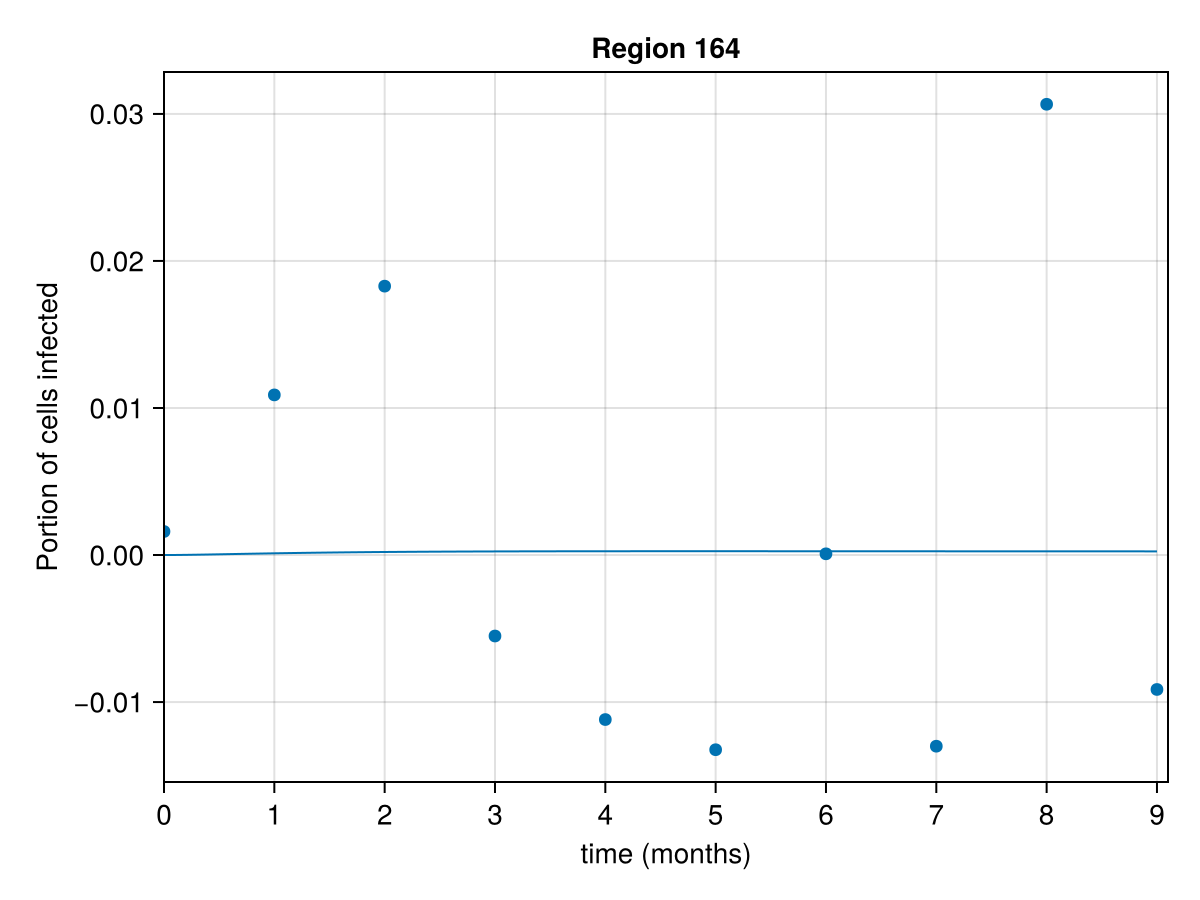 Region 164
Portion of cells infected
0.03
0.02
0.01
0.00
−0.01
0 1 2 3 4 5 6 7 8 9
time (months)